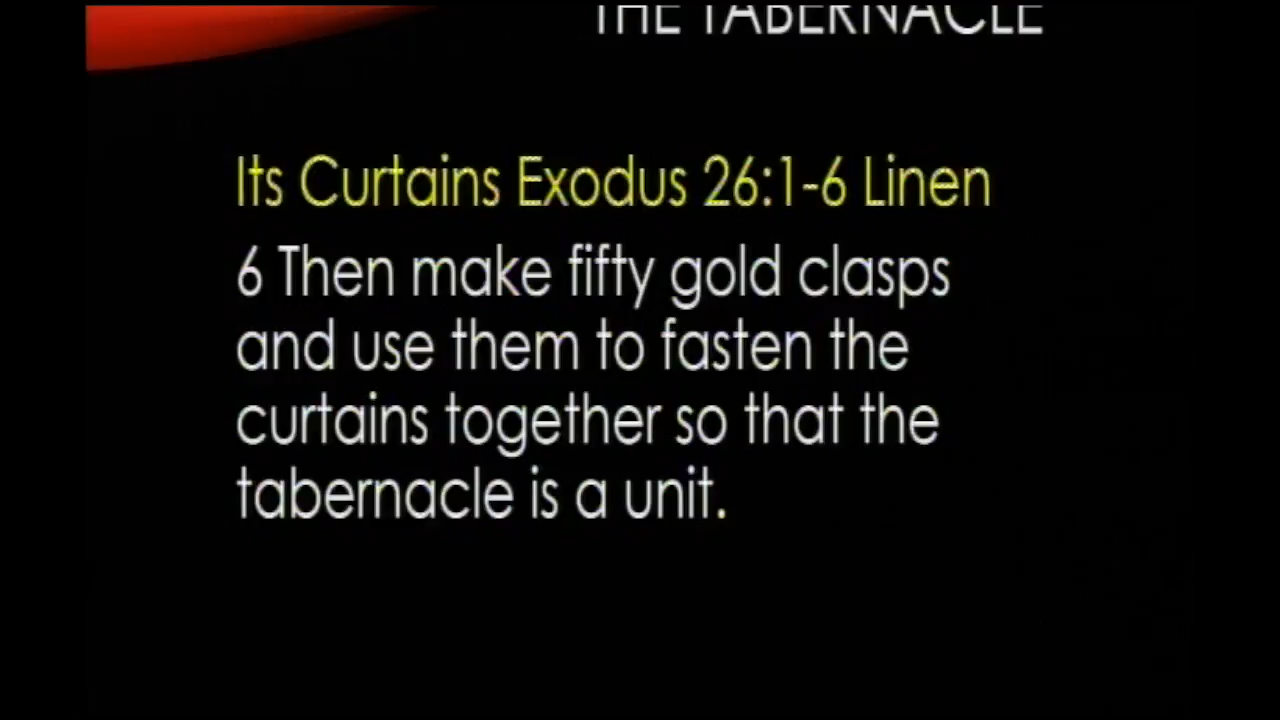 THE TABERNACLE
Its Curtains Exodus 26:1-6 Linen
6 Then make fifty gold clasps
and use them to fasten the
curtains together so that the
tabernacle is a unit.